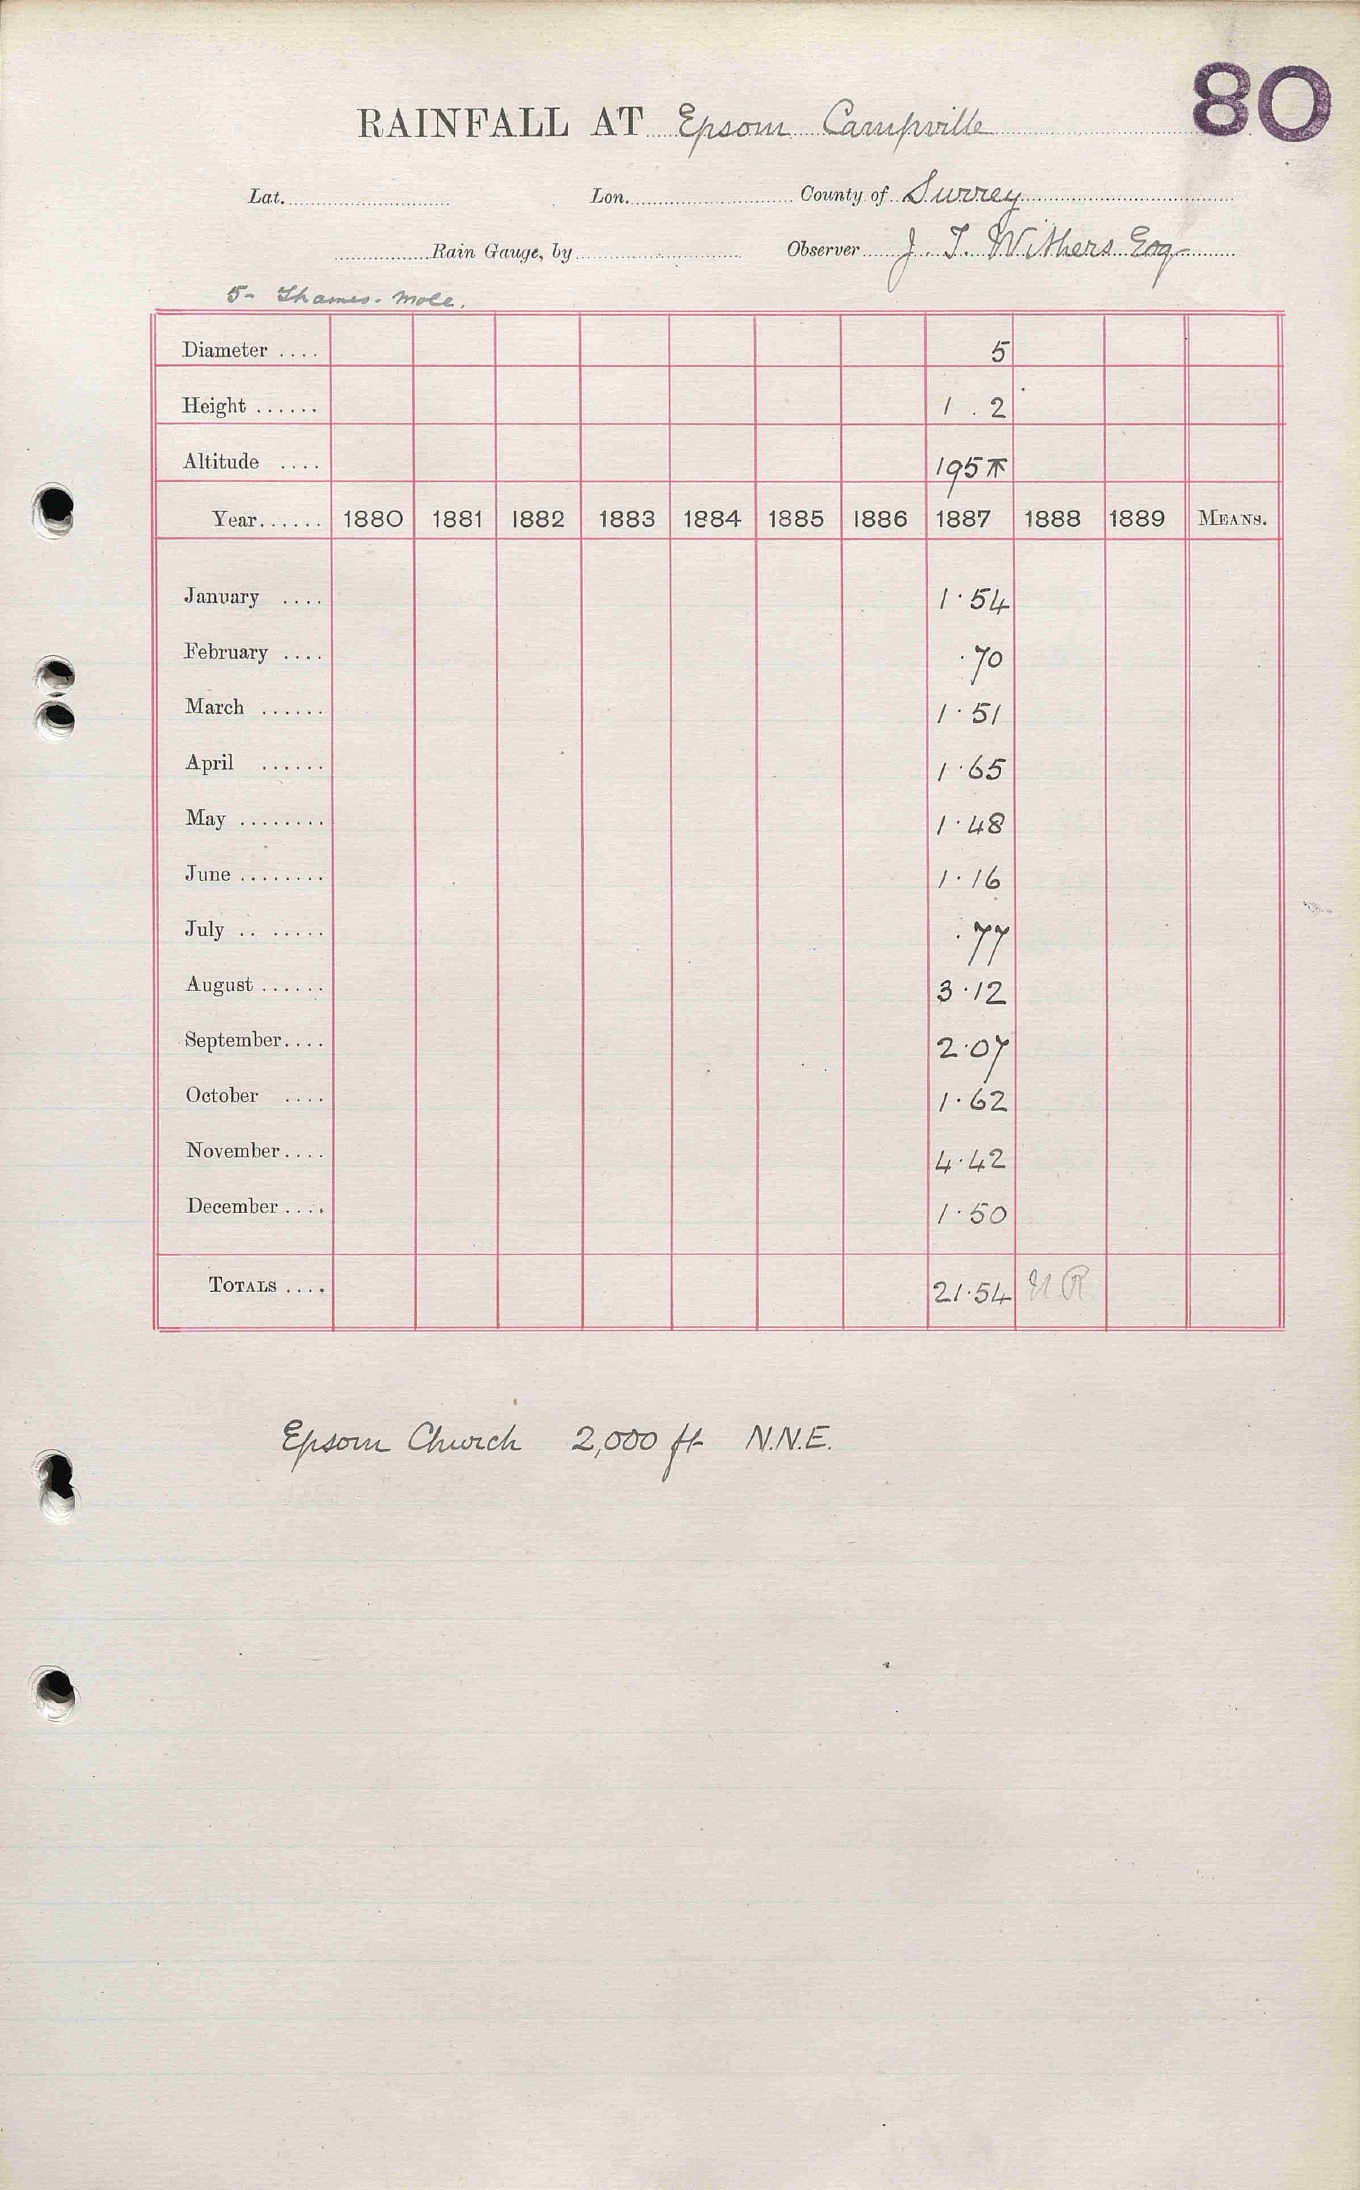 80
RAINFALL AT Epsom Campville
Lat. Lon. County of Surrey
Rain Gauge, by Observer J. T. Withers Esq
5- Thames-Mole.
Diameter .... 5
Height ...... 1 . 2
Altitude .... 195
Year...... 1880 1881 1882 1883 1884 1885 1886 1887 1888 1889 MEANS.
January .... 1.54
February .... .70
March ...... 1.51
April ...... 1.65
May ........ 1.48
June ........ 1.16
July .. ..... .77
August ...... 3.12
September.... 2.07
October .... 1.62
November.... 4.42
December .... 1.50
TOTALS .... 21.54
Epsom Church 2,000 ft N.N.E.